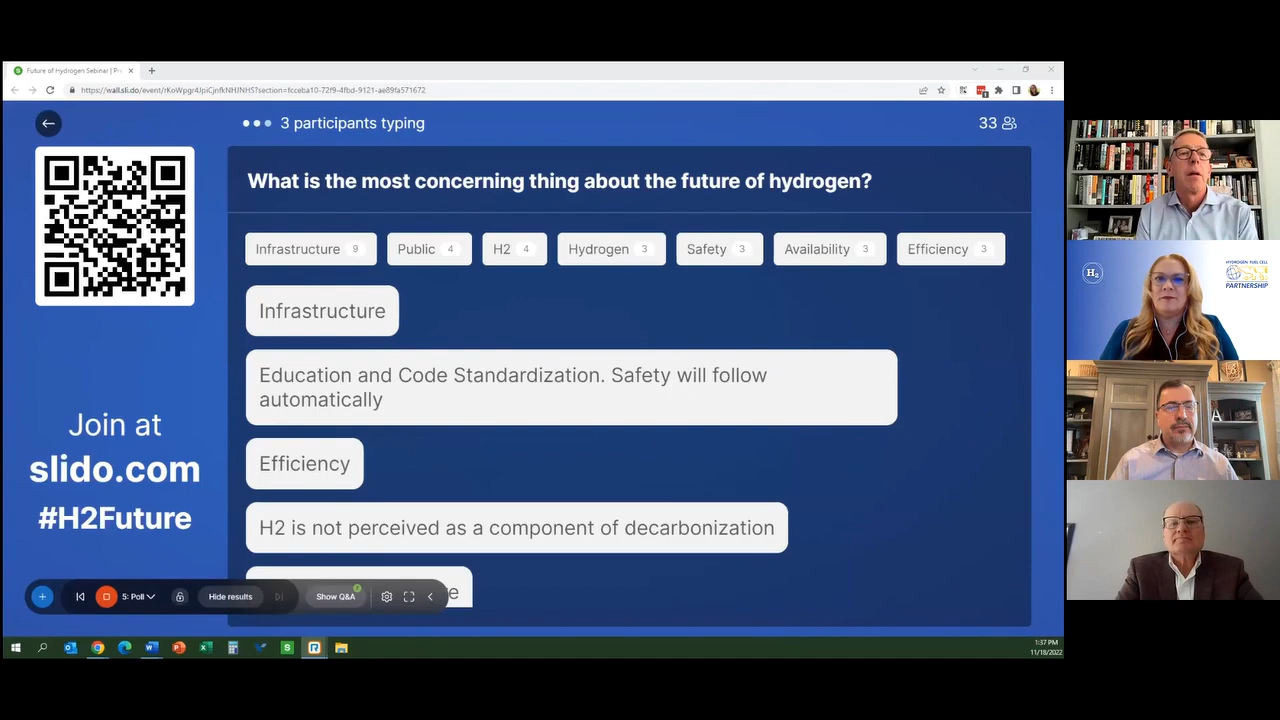 Future of Hydrogen Sebinar | Pr
https://wall.sli.do/event/rKoWpgr4JpiCjnfkNHJNHS?section=fcceba10-72f9-4fbd-9121-ae89fa571672
3 participants typing
33
What is the most concerning thing about the future of hydrogen?
Infrastructure 9
Public 4
H2 4
Hydrogen 3
Safety 3
Availability 3
Efficiency 3
Infrastructure
Education and Code Standardization. Safety will follow
automatically
Efficiency
H2 is not perceived as a component of decarbonization
Join at
slido.com
#H2Future
5: Poll
Hide results
Show Q&A
1:37 PM
11/18/2022
H2
HYDROGEN FUEL CELL
PARTNERSHIP